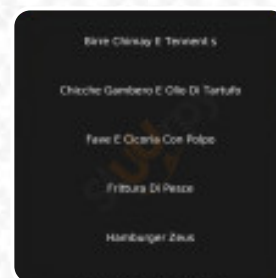 Birre Chimay E Tennent s
Chicche Gambero E Olio Di Tartufo
Fave E Cicoria Con Polpo
Frittura Di Pesce
Hamburger Zeus